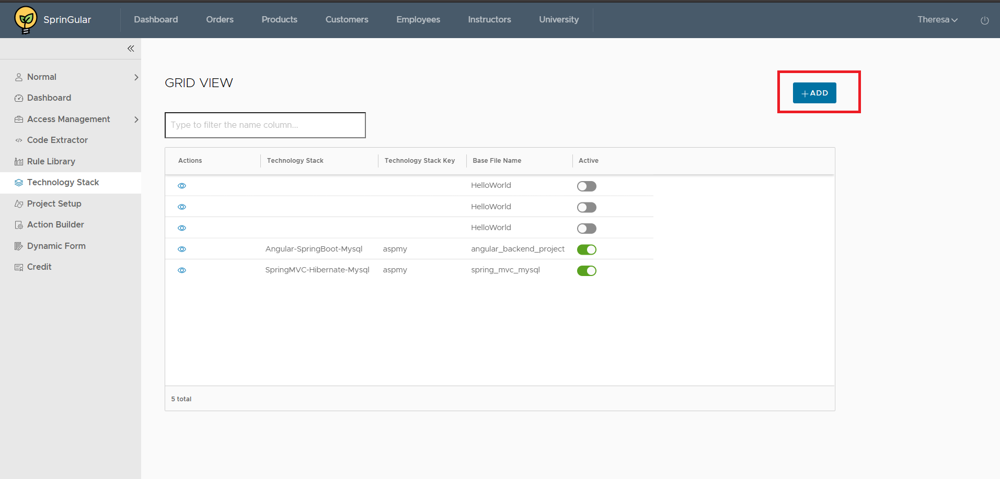 SprinGular
Dashboard Orders Products Customers Employees Instructors University
Theresa
Normal
Dashboard
Access Management
Code Extractor
Rule Library
Technology Stack
Project Setup
Action Builder
Dynamic Form
Credit
GRID VIEW
+ADD
Type to filter the name column...
Actions Technology Stack Technology Stack Key Base File Name Active
HelloWorld
HelloWorld
HelloWorld
Angular-SpringBoot-Mysql aspmy angular_backend_project
SpringMVC-Hibernate-Mysql aspmy spring_mvc_mysql
5 total